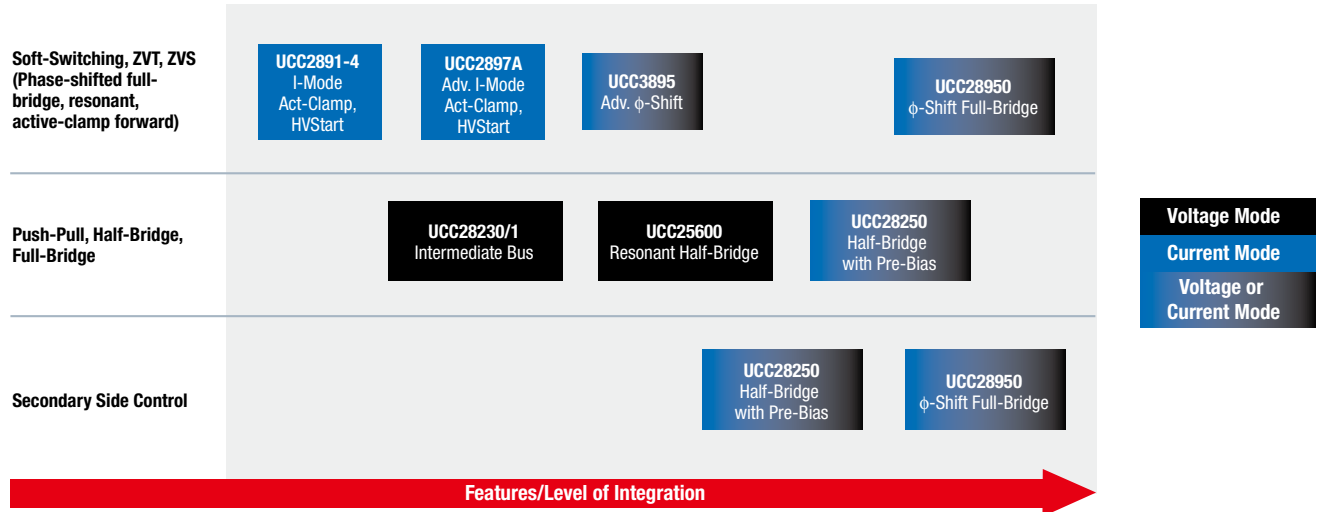 Soft-Switching, ZVT, ZVS
(Phase-shifted full-
bridge, resonant,
active-clamp forward)
UCC2891-4
I-Mode
Act-Clamp,
HVStart
UCC2897A
Adv. I-Mode
Act-Clamp,
HVStart
UCC3895
Adv. ϕ-Shift
UCC28950
ϕ-Shift Full-Bridge
Push-Pull, Half-Bridge,
Full-Bridge
UCC28230/1
Intermediate Bus
UCC25600
Resonant Half-Bridge
UCC28250
Half-Bridge
with Pre-Bias
Voltage Mode
Current Mode
Voltage or
Current Mode
Secondary Side Control
UCC28250
Half-Bridge
with Pre-Bias
UCC28950
ϕ-Shift Full-Bridge
Features/Level of Integration